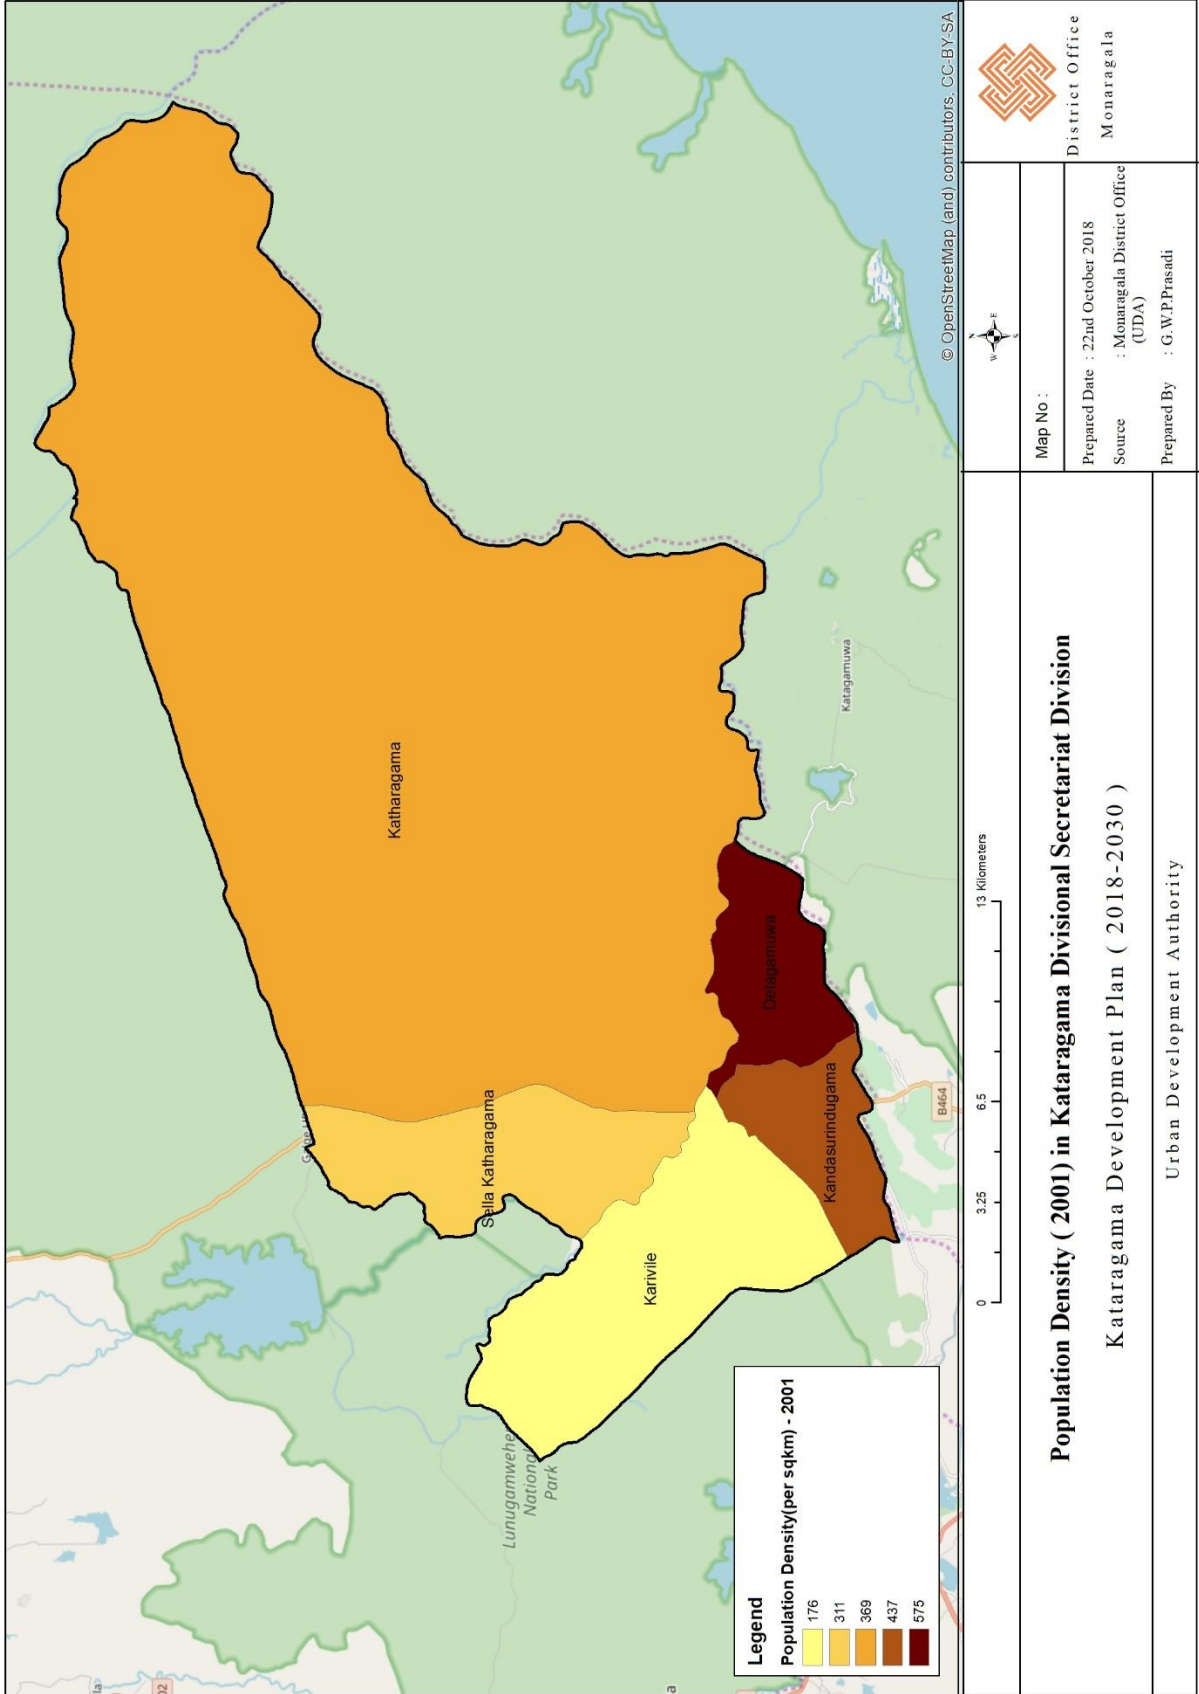 Katharagama
Sella Katharagama
Karivile
Detagamuwa
Kandasurindugama
Katagamuwa
Lunugamwehe
National
Park
B464
02
la
a
© OpenStreetMap (and) contributors, CC-BY-SA
Legend
Population Density(per sqkm) - 2001
176
311
369
437
575
0 3.25 6.5 13 Kilometers
Population Density ( 2001) in Kataragama Divisional Secretariat Division
Kataragama Development Plan ( 2018-2030 )
Urban Development Authority
N
W E
S
Map No :
Prepared Date : 22nd October 2018
Source : Monaragala District Office
(UDA)
Prepared By : G.W.P.Prasadi
District Office
Monaragala